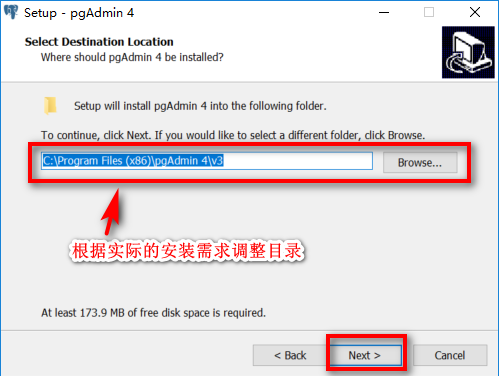 Setup - pgAdmin 4
Select Destination Location
Where should pgAdmin 4 be installed?
Setup will install pgAdmin 4 into the following folder.
To continue, click Next. If you would like to select a different folder, click Browse.
C:\Program Files (x86)\pgAdmin 4\v3
Browse...
根据实际的安装需求调整目录
At least 173.9 MB of free disk space is required.
< Back
Next >
Cancel